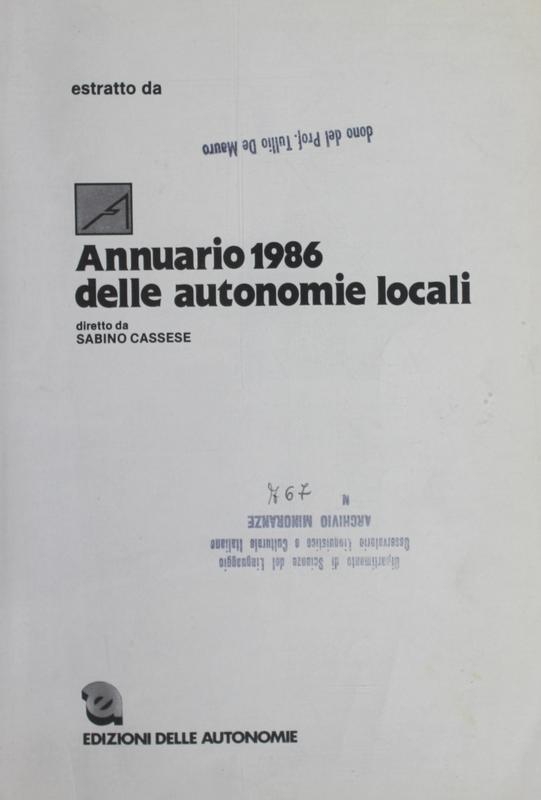 estratto da
dono del Prof. Tullio De Mauro
Annuario 1986
delle autonomie locali
diretto da
SABINO CASSESE
Dipartimento di Scienze del Linguaggio
Osservatorio Linguistico e Culturale Italiano
ARCHIVIO MINORANZE
N
EDIZIONI DELLE AUTONOMIE